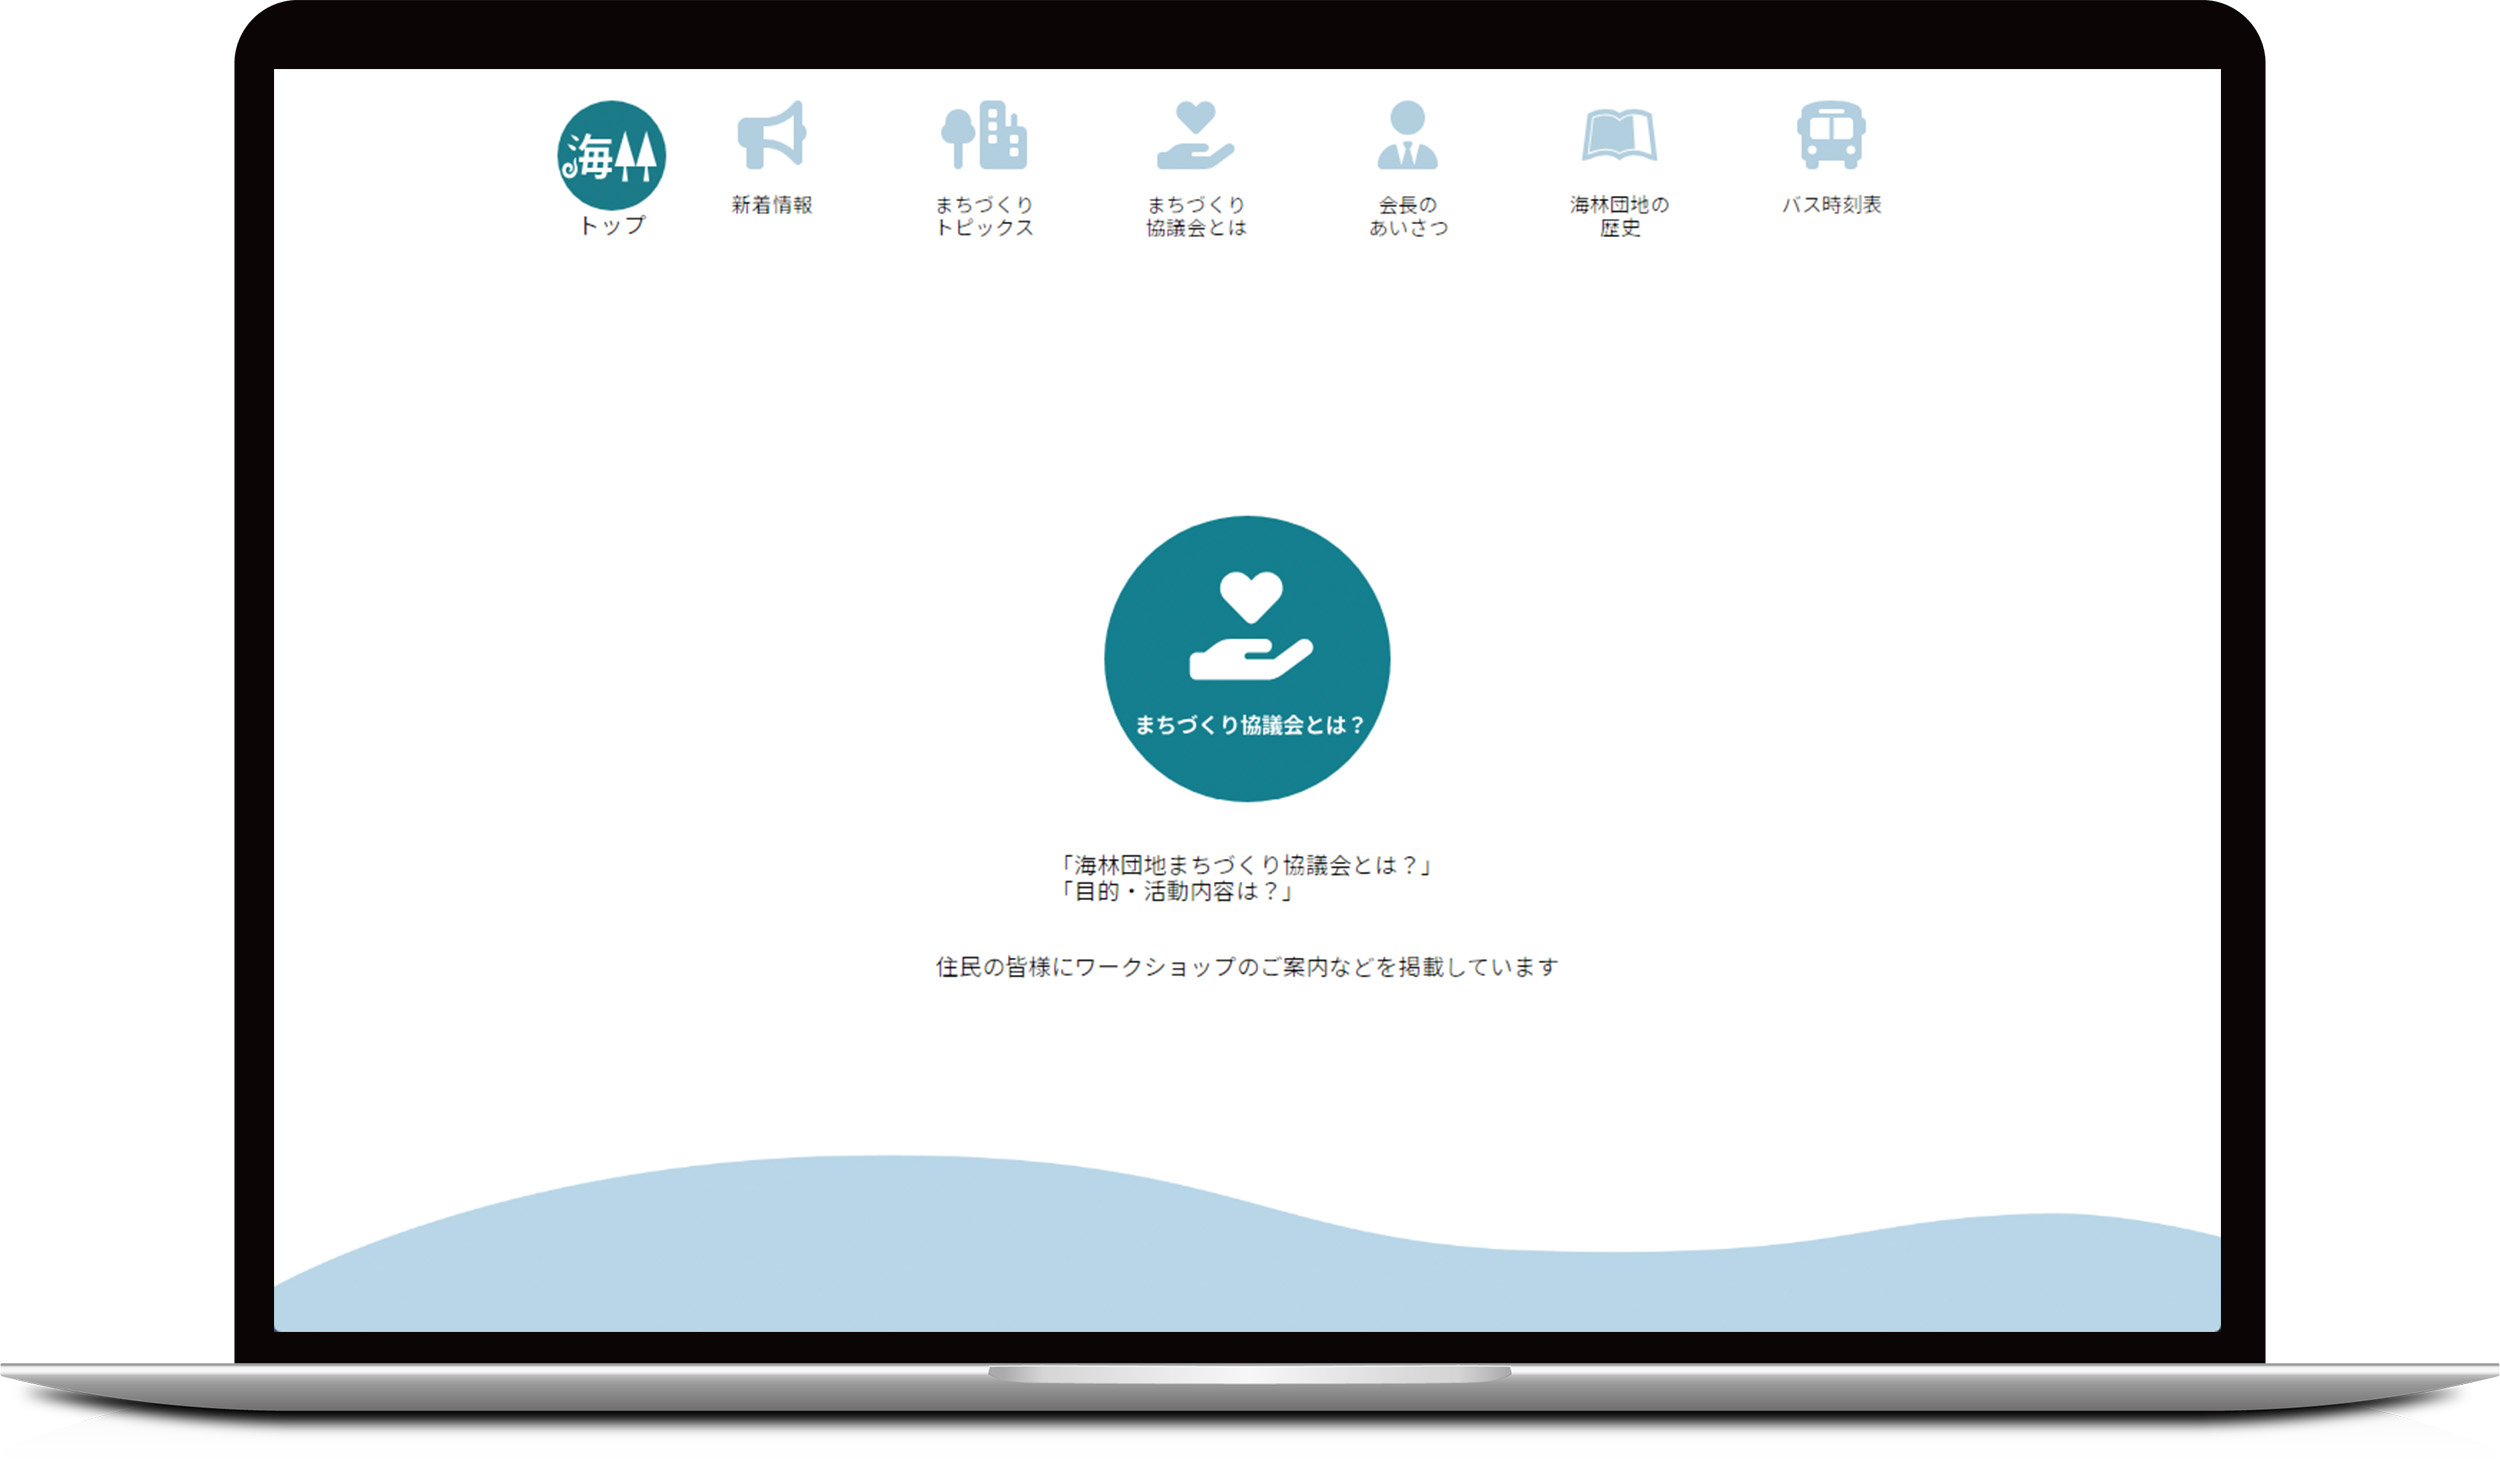 海
トップ
新着情報
まちづくり
トピックス
まちづくり
協議会とは
会長の
あいさつ
海林団地の
歴史
バス時刻表
まちづくり協議会とは？
「海林団地まちづくり協議会とは？」
「目的・活動内容は？」
住民の皆様にワークショップのご案内などを掲載しています